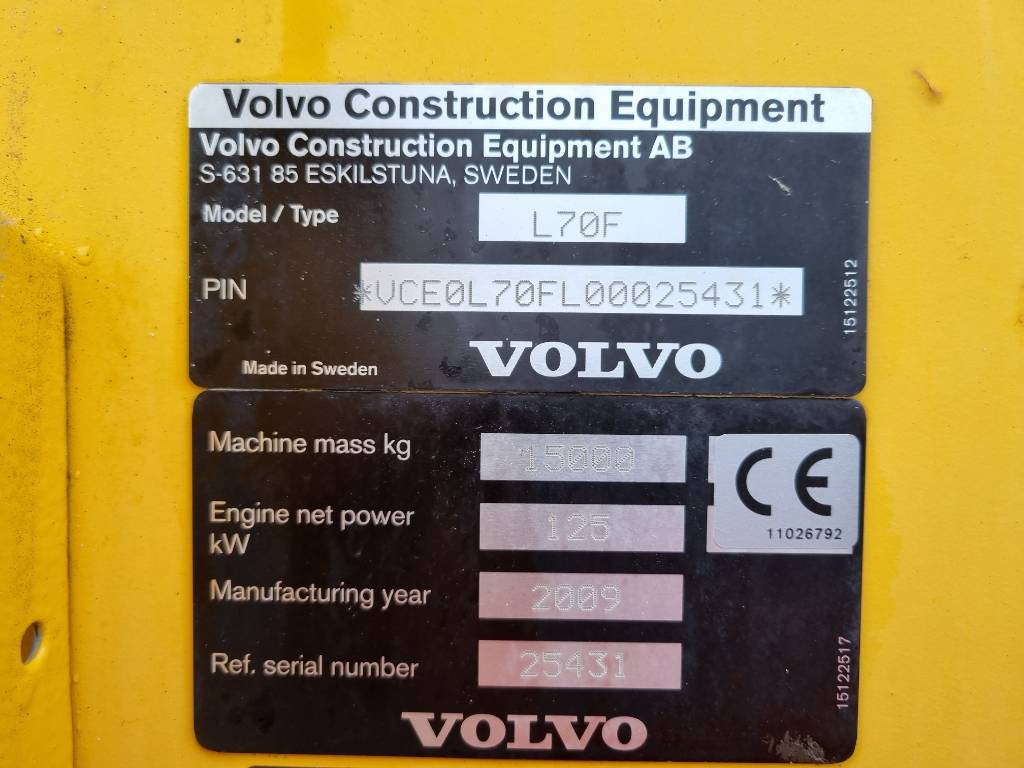 Volvo Construction Equipment
Volvo Construction Equipment AB
S-631 85 ESKILSTUNA, SWEDEN
Model / Type L70F
PIN *VCE0L70FL00025431*
15122512
Made in Sweden VOLVO
Machine mass kg 15000
CE
11026792
Engine net power 125
kW
Manufacturing year 2009
Ref. serial number 25431
15122517
VOLVO